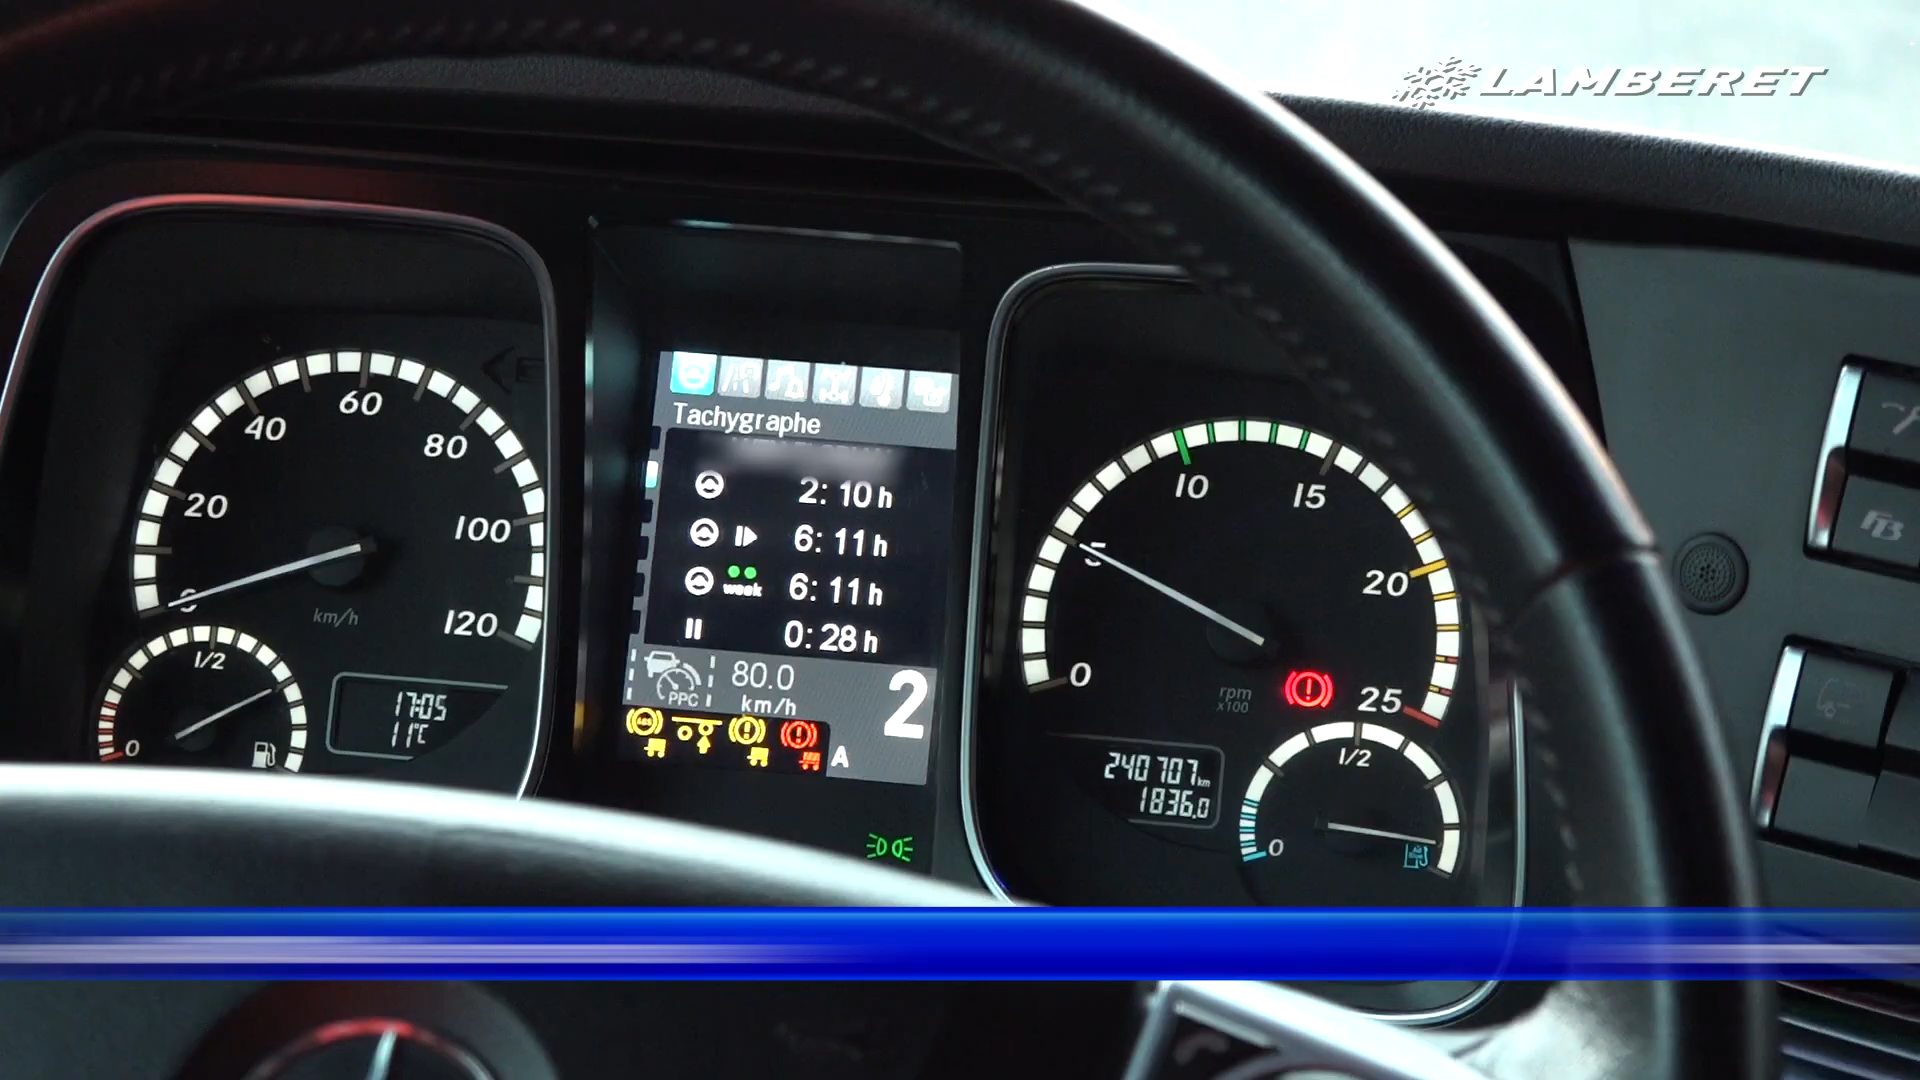 LAMBERET
Tachygraphe
2:10 h
6:11 h
week 6:11 h
0:28 h
PPC 80.0 km/h
2
ABS
A
0 20 40 60 80 100 120
km/h
0 1/2
17:05
11°C
0 5 10 15 20 25
rpm x100
240 707 km
1836.0
0 1/2